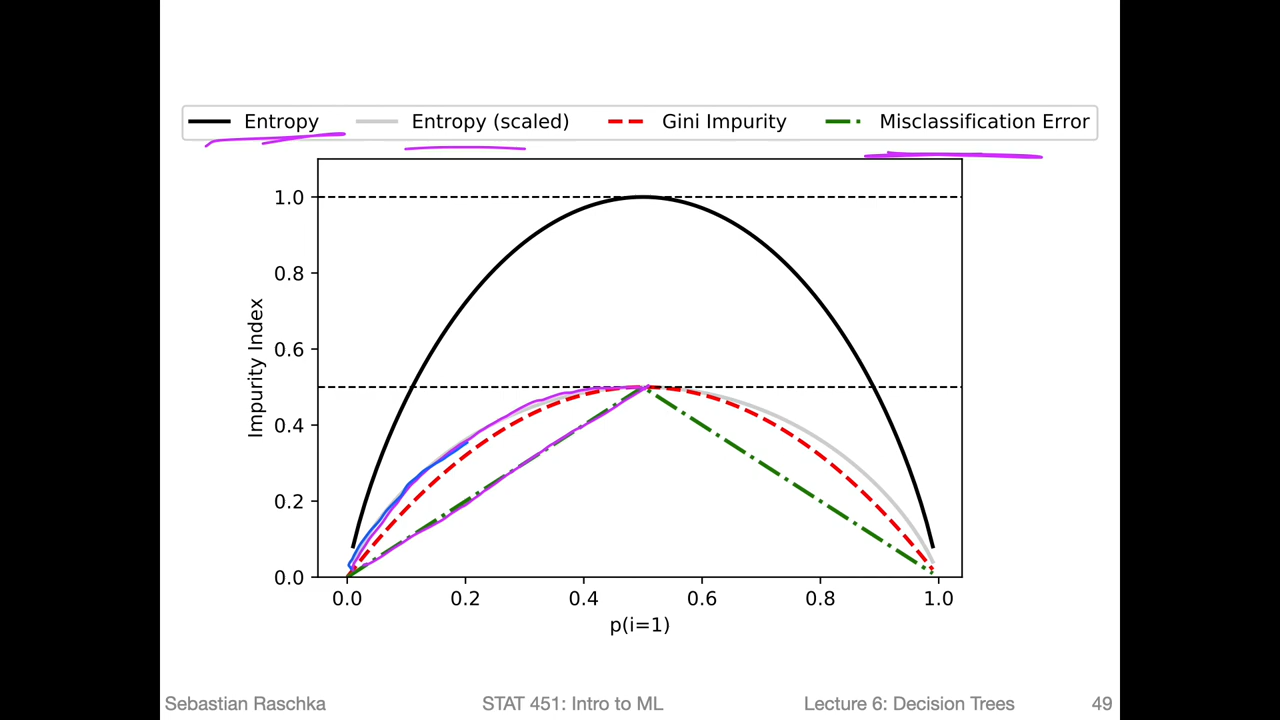 Entropy Entropy (scaled) Gini Impurity Misclassification Error
1.0
0.8
0.6
0.4
0.2
0.0
Impurity Index
0.0 0.2 0.4 0.6 0.8 1.0
p(i=1)
Sebastian Raschka STAT 451: Intro to ML Lecture 6: Decision Trees 49